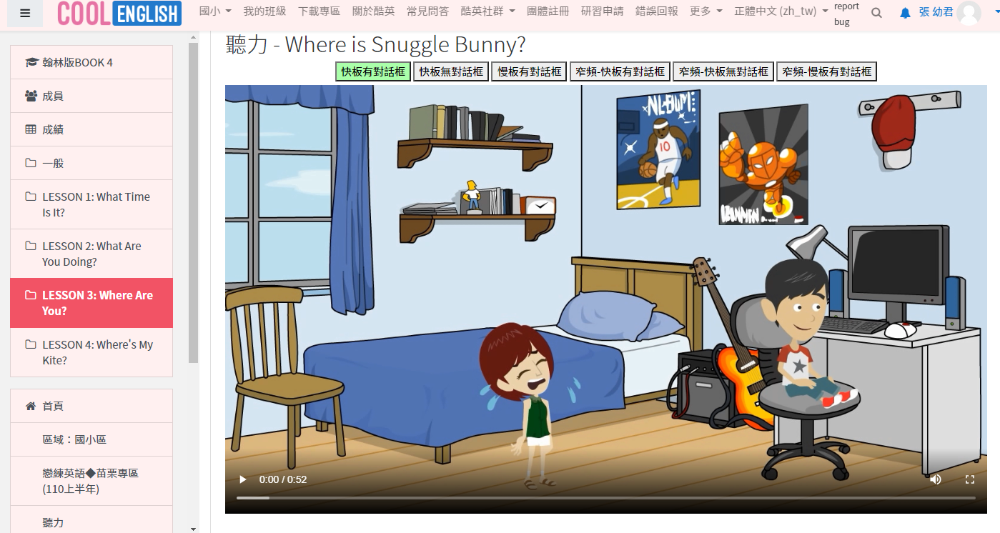 COOL ENGLISH
國小
我的班級
下載專區
關於酷英
常見問答
酷英社群
團體註冊
研習申請
錯誤回報
更多
正體中文 (zh_tw)
report
bug
張 幼君
翰林版BOOK 4
成員
成績
一般
LESSON 1: What Time
Is It?
LESSON 2: What Are
You Doing?
LESSON 3: Where Are
You?
LESSON 4: Where's My
Kite?
首頁
區域：國小區
戀練英語◆苗栗專區
(110上半年)
聽力
聽力 - Where is Snuggle Bunny?
快板有對話框
快板無對話框
慢板有對話框
窄頻-快板有對話框
窄頻-快板無對話框
窄頻-慢板有對話框
10
0:00 / 0:52